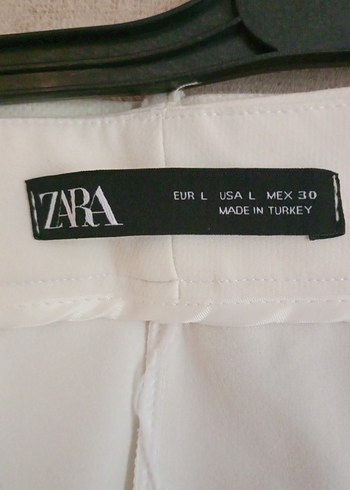 ZARA
EUR L USA L MEX 30
MADE IN TURKEY